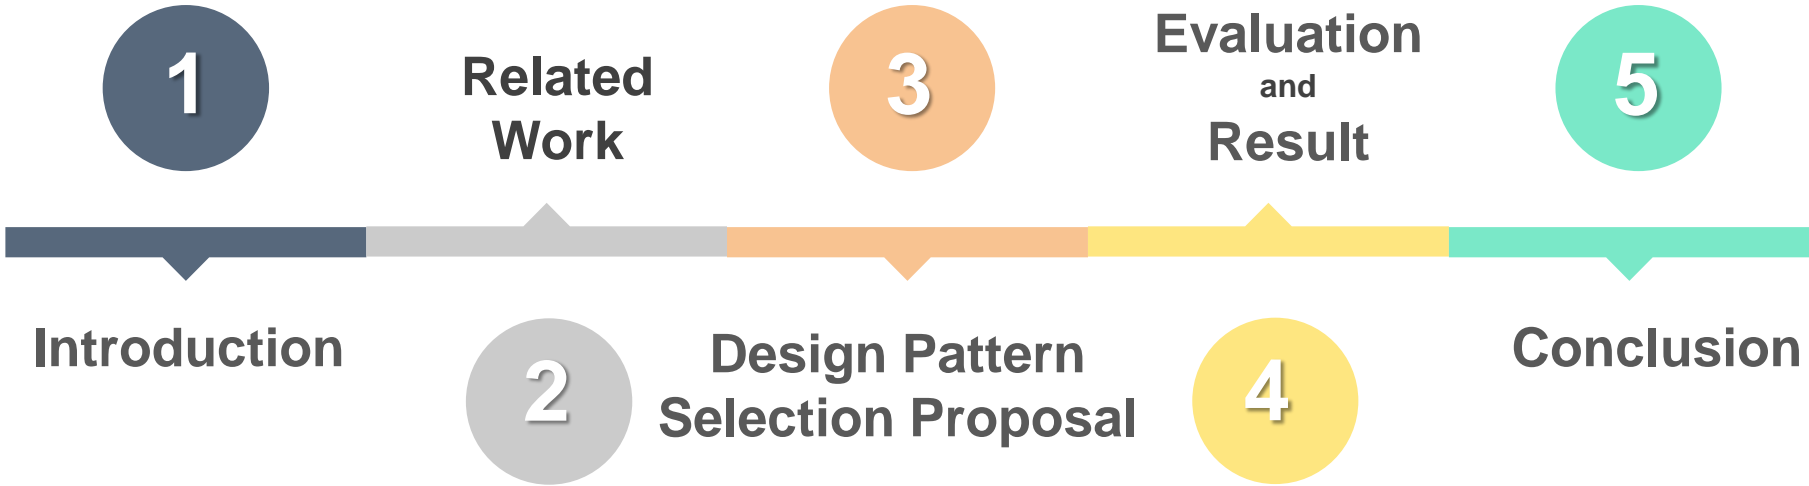 1
Introduction
Related
Work
2
3
Design Pattern
Selection Proposal
Evaluation
and
Result
4
5
Conclusion